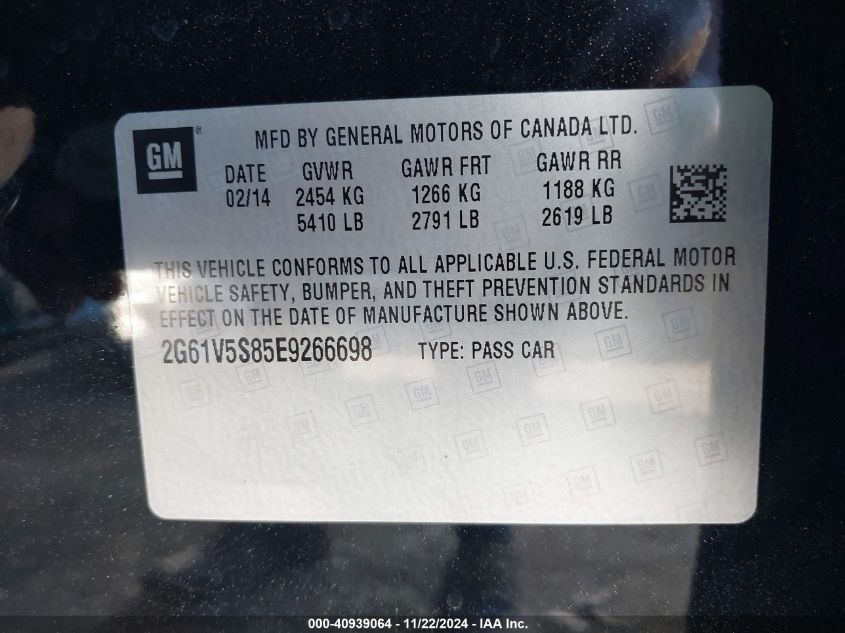 GM ® MFD BY GENERAL MOTORS OF CANADA LTD.
DATE GVWR GAWR FRT GAWR RR
02/14 2454 KG 1266 KG 1188 KG
5410 LB 2791 LB 2619 LB
THIS VEHICLE CONFORMS TO ALL APPLICABLE U.S. FEDERAL MOTOR
VEHICLE SAFETY, BUMPER, AND THEFT PREVENTION STANDARDS IN
EFFECT ON THE DATE OF MANUFACTURE SHOWN ABOVE.
2G61V5S85E9266698 TYPE: PASS CAR
000-40939064 - 11/22/2024 - IAA Inc.